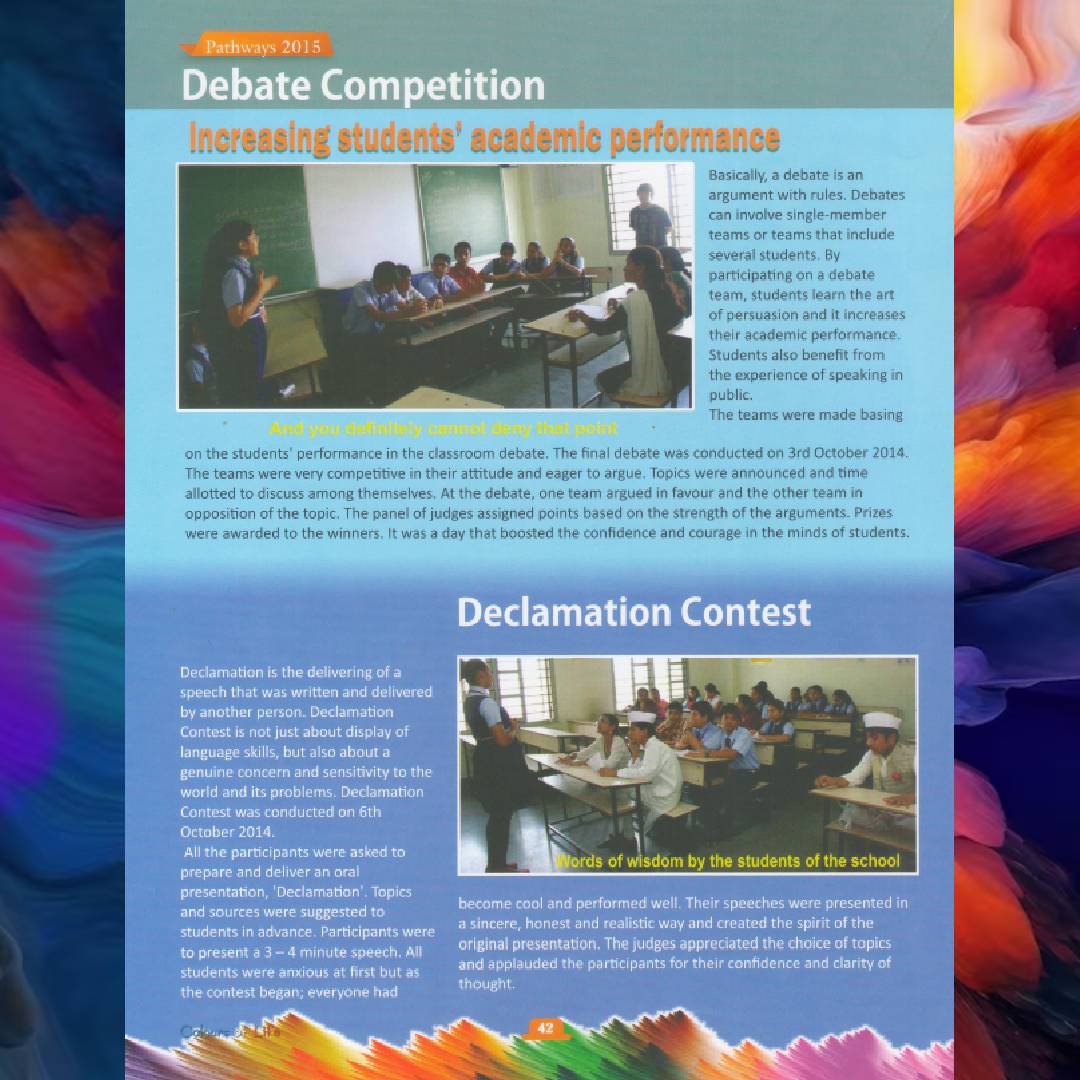 Pathways 2015
Debate Competition
Increasing students' academic performance
Basically, a debate is an
argument with rules. Debates
can involve single-member
teams or teams that include
several students. By
participating on a debate
team, students learn the art
of persuasion and it increases
their academic performance.
Students also benefit from
the experience of speaking in
public.
The teams were made basing
And you definitely cannot deny that point
on the students' performance in the classroom debate. The final debate was conducted on 3rd October 2014.
The teams were very competitive in their attitude and eager to argue. Topics were announced and time
allotted to discuss among themselves. At the debate, one team argued in favour and the other team in
opposition of the topic. The panel of judges assigned points based on the strength of the arguments. Prizes
were awarded to the winners. It was a day that boosted the confidence and courage in the minds of students.
Declamation Contest
Declamation is the delivering of a
speech that was written and delivered
by another person. Declamation
Contest is not just about display of
language skills, but also about a
genuine concern and sensitivity to the
world and its problems. Declamation
Contest was conducted on 6th
October 2014.
All the participants were asked to
prepare and deliver an oral
presentation, 'Declamation'. Topics
and sources were suggested to
students in advance. Participants were
to present a 3 – 4 minute speech. All
students were anxious at first but as
the contest began; everyone had
Words of wisdom by the students of the school
become cool and performed well. Their speeches were presented in
a sincere, honest and realistic way and created the spirit of the
original presentation. The judges appreciated the choice of topics
and applauded the participants for their confidence and clarity of
thought.
42